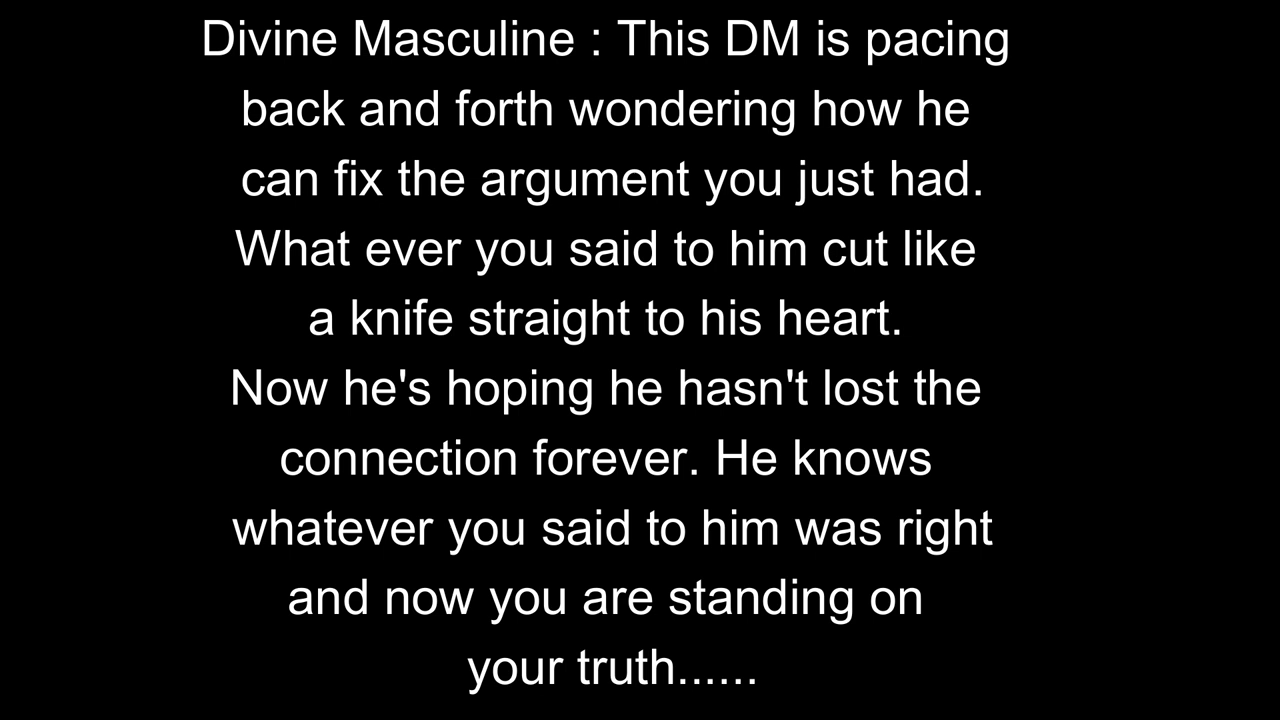 Divine Masculine : This DM is pacing
back and forth wondering how he
can fix the argument you just had.
What ever you said to him cut like
a knife straight to his heart.
Now he's hoping he hasn't lost the
connection forever. He knows
whatever you said to him was right
and now you are standing on
your truth......